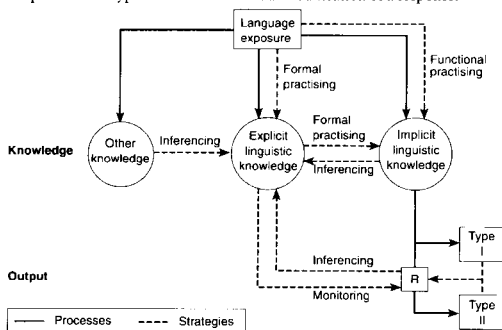 Language
exposure
Formal
practising
Functional
practising
Knowledge
Other
knowledge
Inferencing
Explicit
linguistic
knowledge
Formal
practising
Inferencing
Implicit
linguistic
knowledge
Inferencing
Monitoring
Output
R
Type
I
Type
II
Processes
Strategies